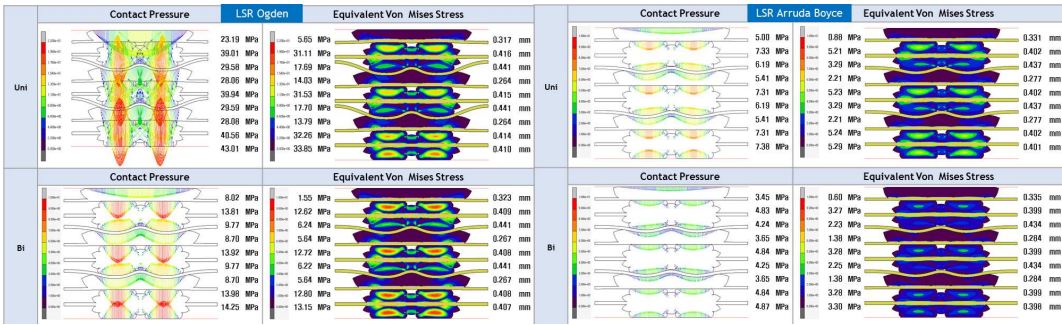 LSR Ogden
Contact Pressure
Equivalent Von Mises Stress
Uni
23.19 MPa 5.65 MPa 0.317 mm
39.01 MPa 31.11 MPa 0.416 mm
29.58 MPa 17.69 MPa 0.441 mm
28.06 MPa 14.03 MPa 0.264 mm
39.94 MPa 31.53 MPa 0.415 mm
29.59 MPa 17.70 MPa 0.441 mm
28.08 MPa 13.79 MPa 0.264 mm
40.56 MPa 32.26 MPa 0.414 mm
43.01 MPa 33.85 MPa 0.410 mm
Contact Pressure
Equivalent Von Mises Stress
Bi
8.02 MPa 1.55 MPa 0.323 mm
13.81 MPa 12.62 MPa 0.409 mm
9.77 MPa 6.24 MPa 0.441 mm
8.70 MPa 5.64 MPa 0.267 mm
13.92 MPa 12.72 MPa 0.408 mm
9.77 MPa 6.22 MPa 0.441 mm
8.70 MPa 5.64 MPa 0.267 mm
13.98 MPa 12.80 MPa 0.408 mm
14.25 MPa 13.15 MPa 0.407 mm
LSR Arruda Boyce
Contact Pressure
Equivalent Von Mises Stress
Uni
5.00 MPa 0.88 MPa 0.331 mm
7.33 MPa 5.21 MPa 0.402 mm
6.19 MPa 3.29 MPa 0.437 mm
5.41 MPa 2.21 MPa 0.277 mm
7.31 MPa 5.23 MPa 0.402 mm
6.19 MPa 3.29 MPa 0.437 mm
5.41 MPa 2.21 MPa 0.277 mm
7.31 MPa 5.24 MPa 0.402 mm
7.38 MPa 5.29 MPa 0.401 mm
Contact Pressure
Equivalent Von Mises Stress
Bi
3.45 MPa 0.60 MPa 0.335 mm
4.83 MPa 3.27 MPa 0.399 mm
4.24 MPa 2.23 MPa 0.434 mm
3.65 MPa 1.38 MPa 0.284 mm
4.84 MPa 3.28 MPa 0.399 mm
4.25 MPa 2.25 MPa 0.434 mm
3.65 MPa 1.38 MPa 0.284 mm
4.84 MPa 3.28 MPa 0.399 mm
4.87 MPa 3.30 MPa 0.398 mm